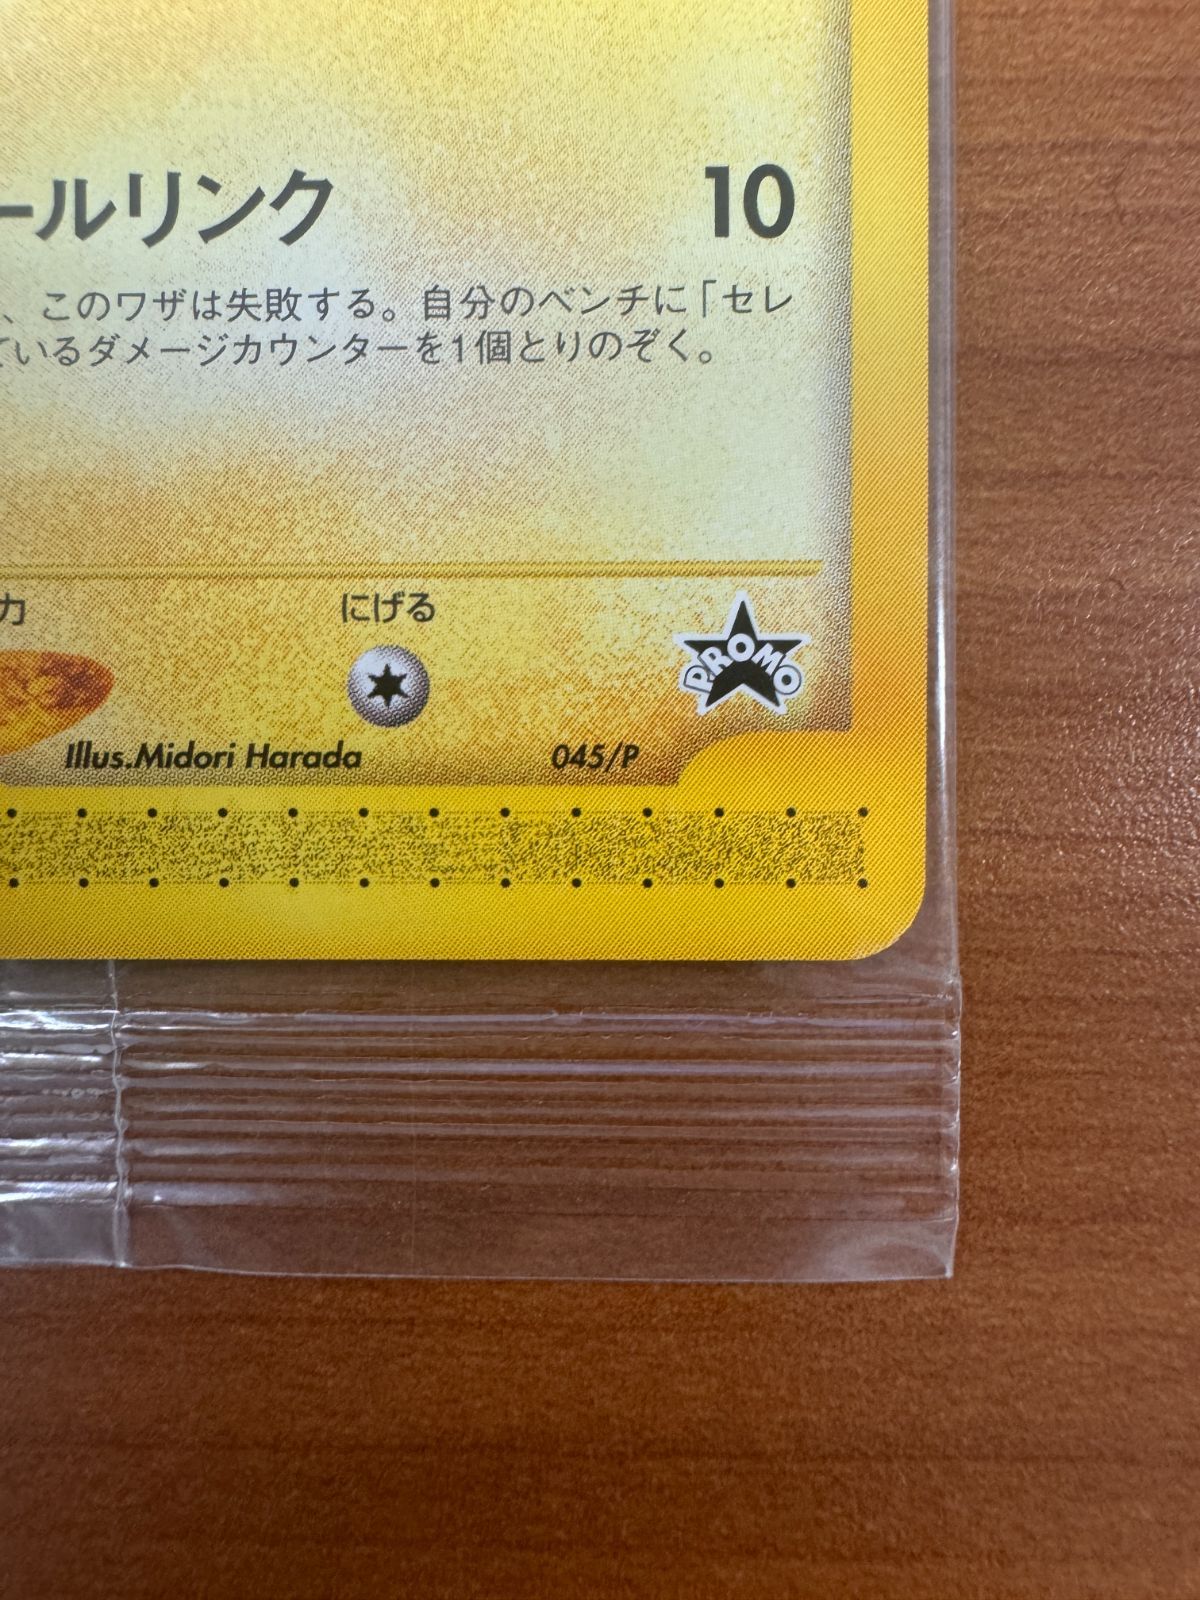 ールリンク 10
、このワザは失敗する。自分のベンチに「セレ
ているダメージカウンターを1個とりのぞく。
力 にげる
PROMO
Illus.Midori Harada 045/P